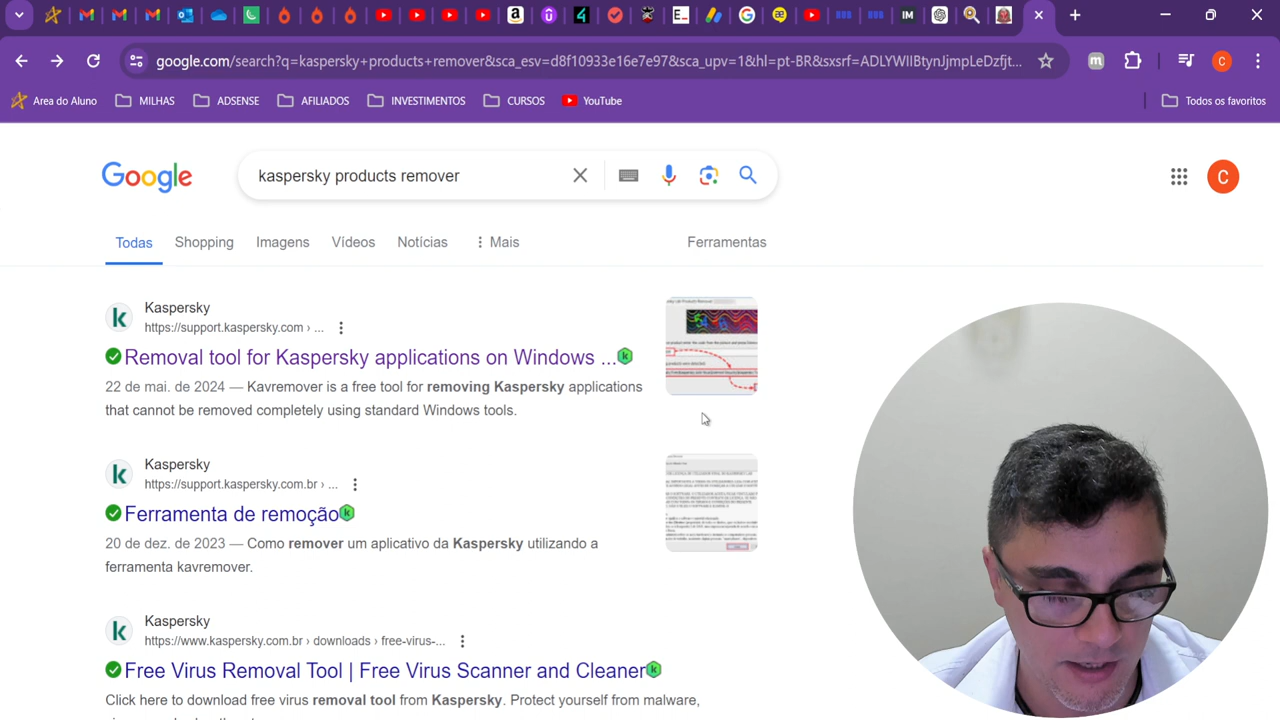 google.com/search?q=kaspersky+products+remover&sca_esv=d8f10933e16e7e97&sca_upv=1&hl=pt-BR&sxsrf=ADLYWIIBtynJjmpLeDzfjt...
Area do Aluno MILHAS ADSENSE AFILIADOS INVESTIMENTOS CURSOS YouTube Todos os favoritos
Google kaspersky products remover C
Todas Shopping Imagens Vídeos Notícias Mais Ferramentas
Kaspersky
https://support.kaspersky.com › ...
Removal tool for Kaspersky applications on Windows ...
22 de mai. de 2024 — Kavremover is a free tool for removing Kaspersky applications
that cannot be removed completely using standard Windows tools.
Kaspersky
https://support.kaspersky.com.br › ...
Ferramenta de remoção
20 de dez. de 2023 — Como remover um aplicativo da Kaspersky utilizando a
ferramenta kavremover.
Kaspersky
https://www.kaspersky.com.br › downloads › free-virus-...
Free Virus Removal Tool | Free Virus Scanner and Cleaner
Click here to download free virus removal tool from Kaspersky. Protect yourself from malware,